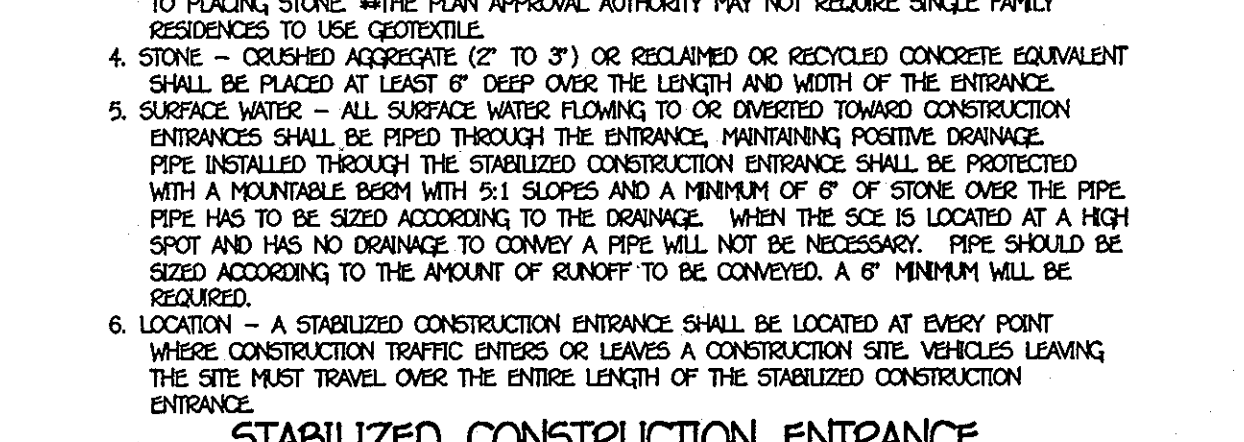 TO PLACING STONE. **THE PLAN APPROVAL AUTHORITY MAY NOT REQUIRE SINGLE FAMILY
RESIDENCES TO USE GEOTEXTILE.
4. STONE - CRUSHED AGGREGATE (2" TO 3") OR RECLAIMED OR RECYCLED CONCRETE EQUIVALENT
SHALL BE PLACED AT LEAST 6" DEEP OVER THE LENGTH AND WIDTH OF THE ENTRANCE.
5. SURFACE WATER - ALL SURFACE WATER FLOWING TO OR DIVERTED TOWARD CONSTRUCTION
ENTRANCES SHALL BE PIPED THROUGH THE ENTRANCE, MAINTAINING POSITIVE DRAINAGE.
PIPE INSTALLED THROUGH THE STABILIZED CONSTRUCTION ENTRANCE SHALL BE PROTECTED
WITH A MOUNTABLE BERM WITH 5:1 SLOPES AND A MINIMUM OF 6" OF STONE OVER THE PIPE.
PIPE HAS TO BE SIZED ACCORDING TO THE DRAINAGE. WHEN THE SCE IS LOCATED AT A HIGH
SPOT AND HAS NO DRAINAGE TO CONVEY A PIPE WILL NOT BE NECESSARY. PIPE SHOULD BE
SIZED ACCORDING TO THE AMOUNT OF RUNOFF TO BE CONVEYED. A 6" MINIMUM WILL BE
REQUIRED.
6. LOCATION - A STABILIZED CONSTRUCTION ENTRANCE SHALL BE LOCATED AT EVERY POINT
WHERE CONSTRUCTION TRAFFIC ENTERS OR LEAVES A CONSTRUCTION SITE. VEHICLES LEAVING
THE SITE MUST TRAVEL OVER THE ENTIRE LENGTH OF THE STABILIZED CONSTRUCTION
ENTRANCE.
STABILIZED CONSTRUCTION ENTRANCE